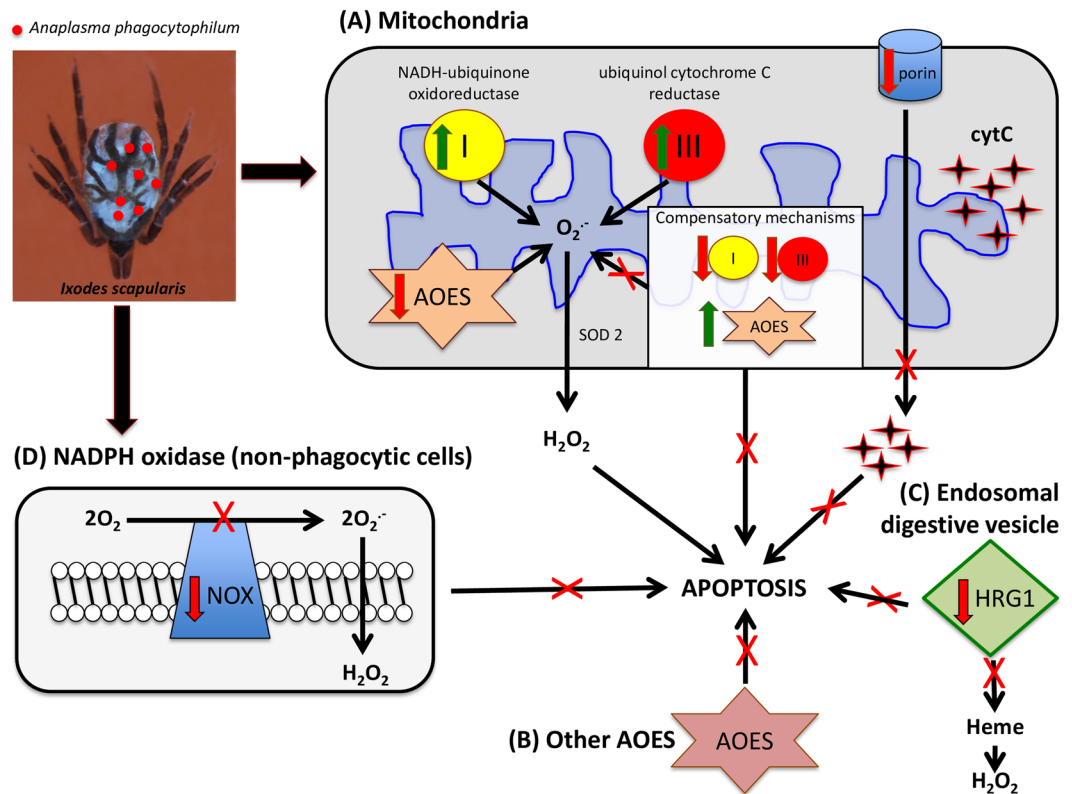 Anaplasma phagocytophilum
Ixodes scapularis
(A) Mitochondria
NADH-ubiquinone
oxidoreductase
ubiquinol cytochrome C
reductase
I
III
porin
cytC
O₂·-
Compensatory mechanisms
I
III
AOES
AOES
SOD 2
H₂O₂
(D) NADPH oxidase (non-phagocytic cells)
2O₂
2O₂·-
NOX
H₂O₂
APOPTOSIS
(C) Endosomal
digestive vesicle
HRG1
Heme
H₂O₂
(B) Other AOES
AOES